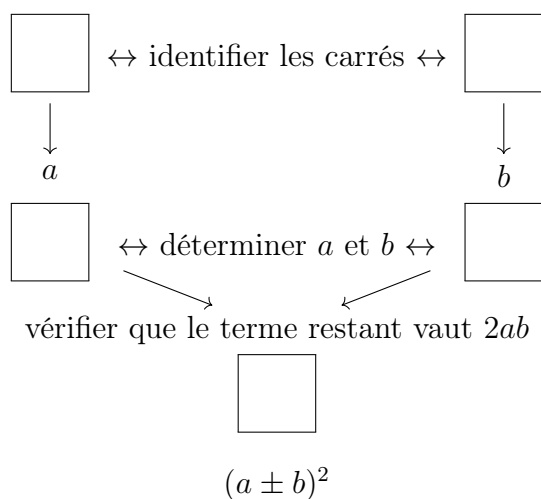 ↔ identifier les carrés ↔
a b
↔ déterminer a et b ↔
vérifier que le terme restant vaut 2ab
(a ± b)²